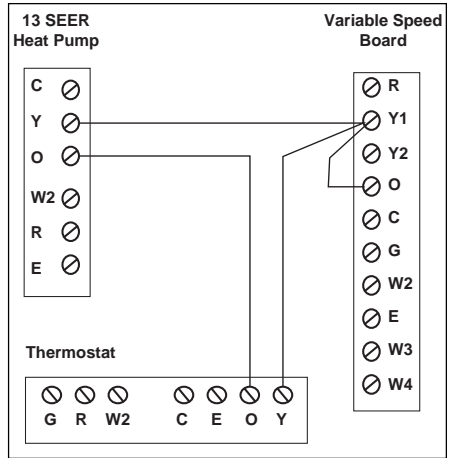 13 SEER
Heat Pump
C
Y
O
W2
R
E
Variable Speed
Board
R
Y1
Y2
O
C
G
W2
E
W3
W4
Thermostat
G R W2 C E O Y